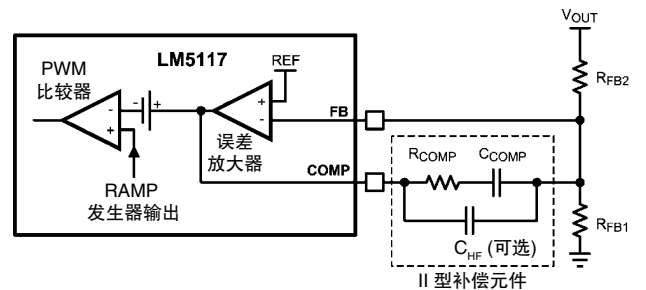 LM5117
PWM
比较器
REF
误差
放大器
RAMP
发生器输出
FB
COMP
VOUT
RFB2
RCOMP
CCOMP
CHF (可选)
RFB1
II 型补偿元件
- +
- +
+ -